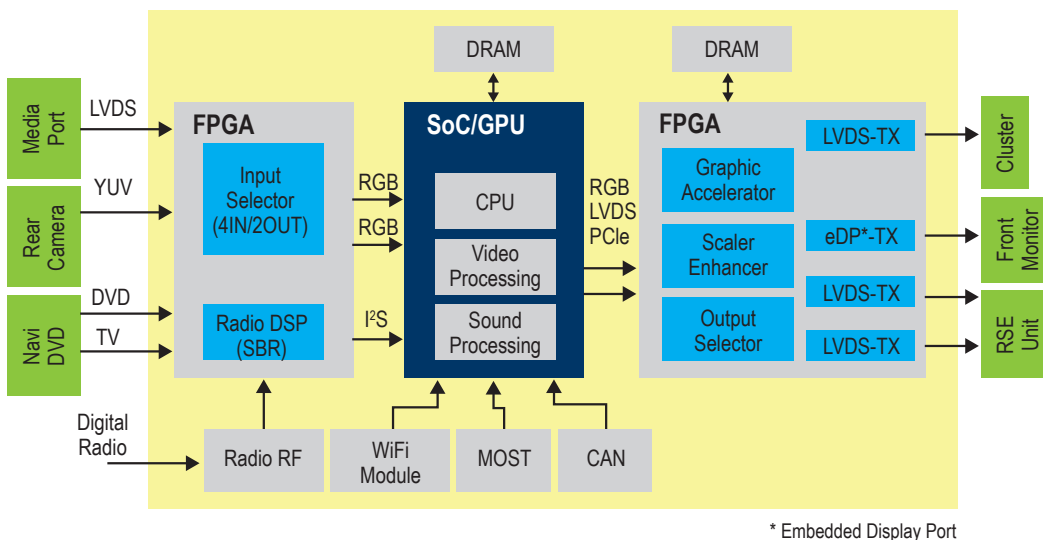 DRAM
DRAM
Media
Port
LVDS
Rear
Camera
YUV
Navi
DVD
DVD
TV
Digital
Radio
FPGA
Input
Selector
(4IN/2OUT)
Radio DSP
(SBR)
RGB
RGB
I²S
SoC/GPU
CPU
Video
Processing
Sound
Processing
RGB
LVDS
PCIe
FPGA
Graphic
Accelerator
Scaler
Enhancer
Output
Selector
LVDS-TX
eDP*-TX
LVDS-TX
LVDS-TX
Cluster
Front
Monitor
RSE
Unit
Radio RF
WiFi
Module
MOST
CAN
* Embedded Display Port